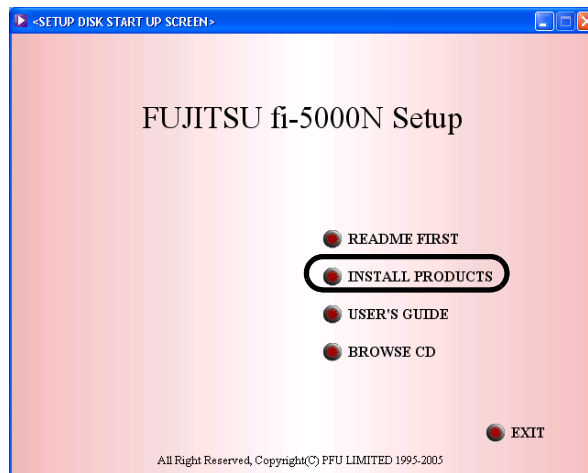 <SETUP DISK START UP SCREEN>
FUJITSU fi-5000N Setup
README FIRST
INSTALL PRODUCTS
USER'S GUIDE
BROWSE CD
EXIT
All Right Reserved, Copyright(C) PFU LIMITED 1995-2005